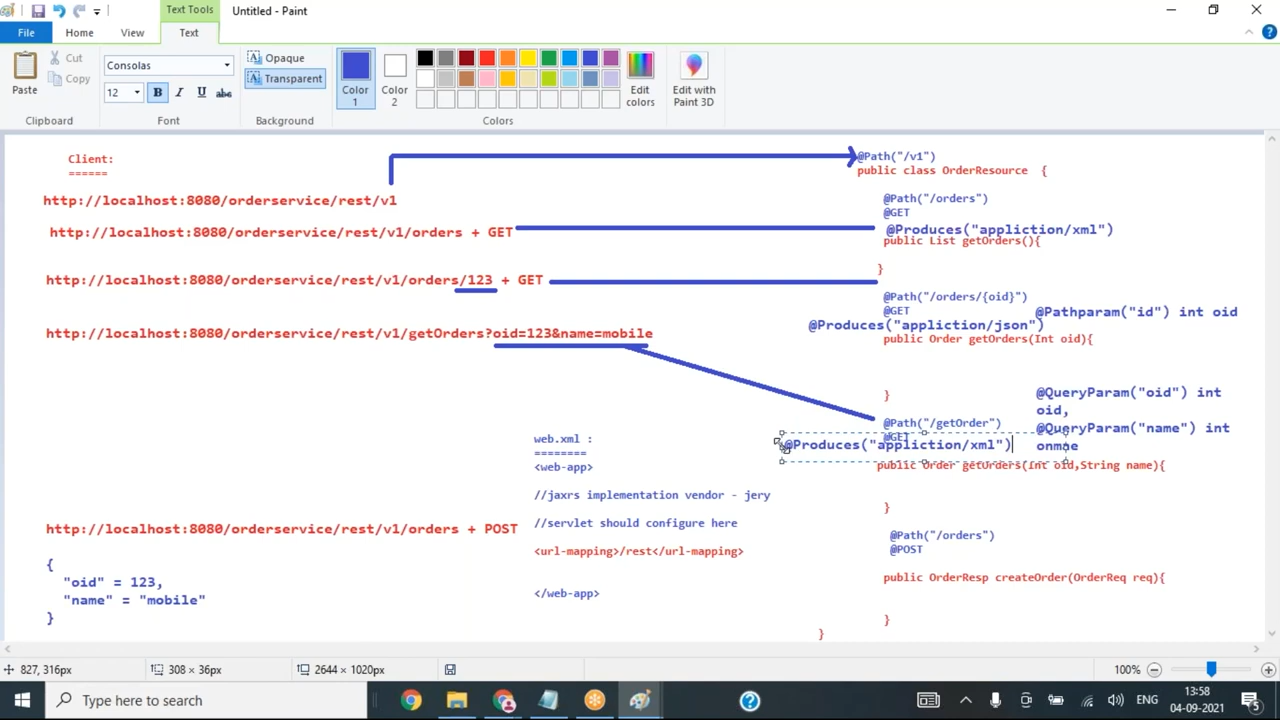 Text Tools
Untitled - Paint
File
Home
View
Text
Paste
Cut
Copy
Clipboard
Consolas
12
B
I
U
abc
Font
Opaque
Transparent
Background
Color
1
Color
2
Edit
colors
Edit with
Paint 3D
Colors
Client:
======
http://localhost:8080/orderservice/rest/v1
http://localhost:8080/orderservice/rest/v1/orders + GET
http://localhost:8080/orderservice/rest/v1/orders/123 + GET
http://localhost:8080/orderservice/rest/v1/getOrders?oid=123&name=mobile
web.xml :
========
<web-app>
//jaxrs implementation vendor - jery
//servlet should configure here
<url-mapping>/rest</url-mapping>
</web-app>
http://localhost:8080/orderservice/rest/v1/orders + POST
{
"oid" = 123,
"name" = "mobile"
}
@Path("/v1")
public class OrderResource {
@Path("/orders")
@GET
@Produces("appliction/xml")
public List getOrders(){
}
@Path("/orders/{oid}")
@GET
@Pathparam("id") int oid
@Produces("appliction/json")
public Order getOrders(Int oid){
}
@QueryParam("oid") int
oid,
@QueryParam("name") int
onmae
@Path("/getOrder")
@GET
@Produces("appliction/xml")
public Order getOrders(Int oid,String name){
}
@Path("/orders")
@POST
public OrderResp createOrder(OrderReq req){
}
}
827, 316px
308 × 36px
2644 × 1020px
100%
Type here to search
ENG
13:58
04-09-2021
5